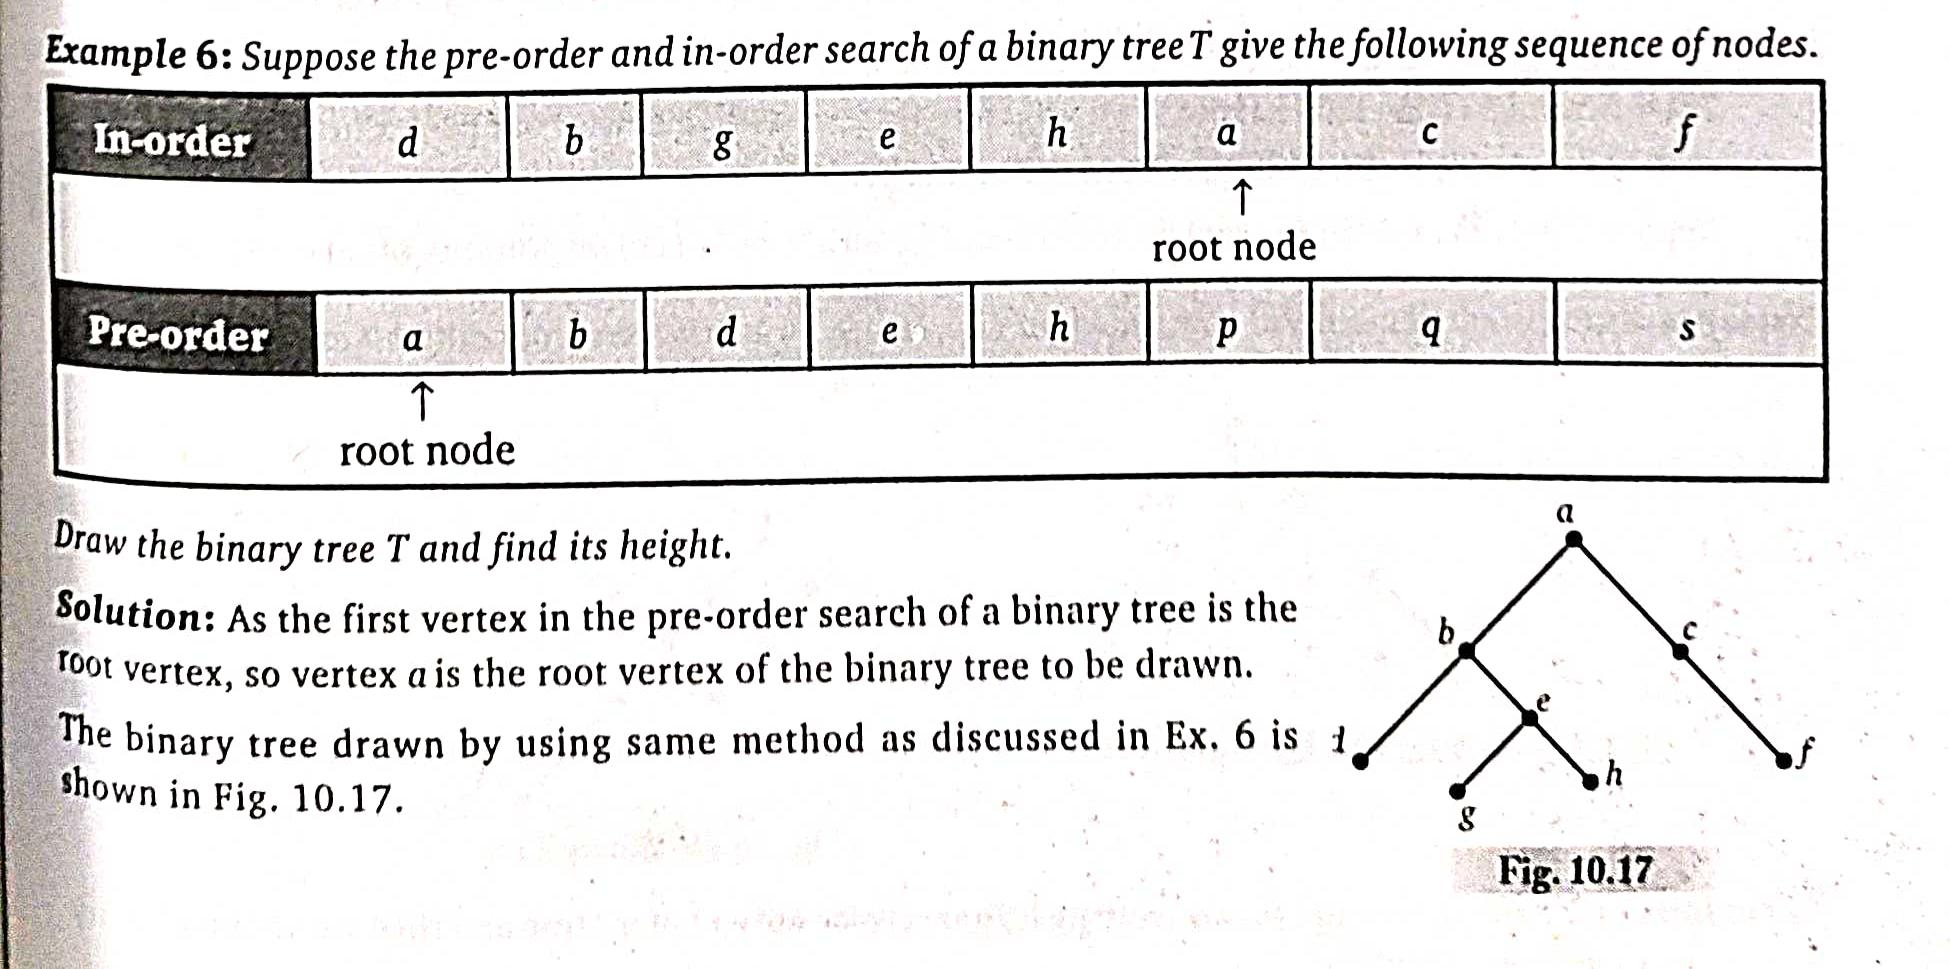 Example 6: Suppose the pre-order and in-order search of a binary tree T give the following sequence of nodes.
In-order d b g e h a c f
↑
root node
Pre-order a b d e h p q s
↑
root node
Draw the binary tree T and find its height.
Solution: As the first vertex in the pre-order search of a binary tree is the
root vertex, so vertex a is the root vertex of the binary tree to be drawn.
The binary tree drawn by using same method as discussed in Ex. 6 is
shown in Fig. 10.17.
a
b c
e
f
h
g
Fig. 10.17